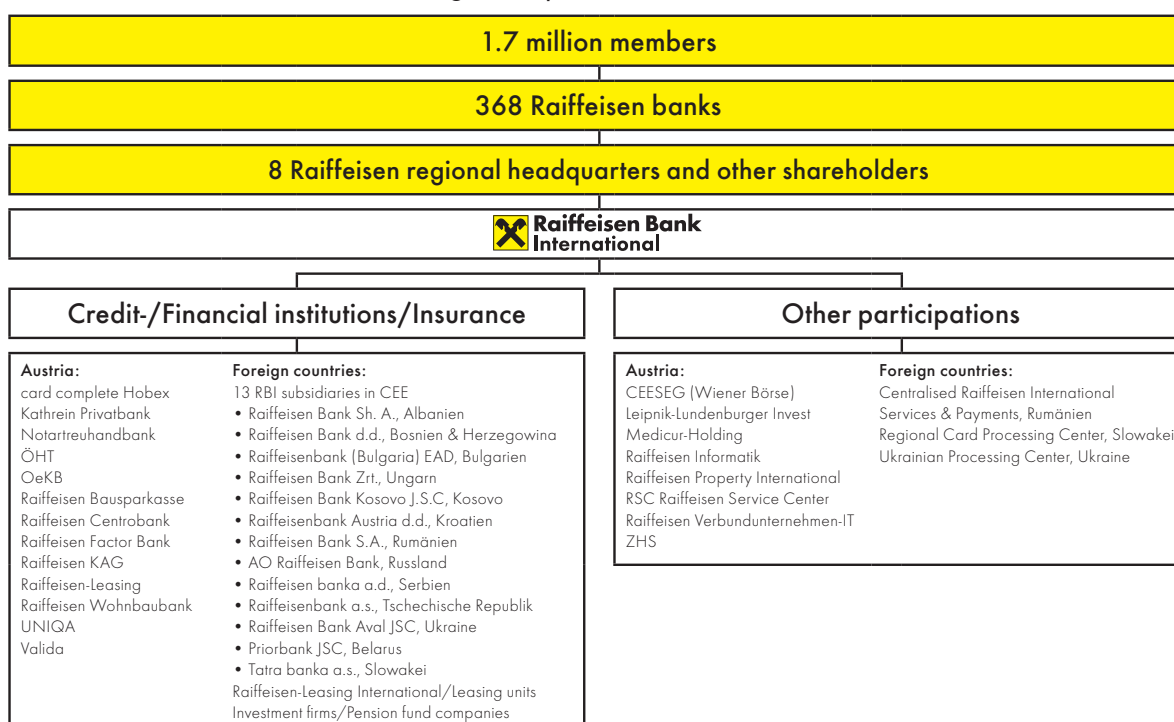 1.7 million members
368 Raiffeisen banks
8 Raiffeisen regional headquarters and other shareholders
Raiffeisen Bank
International
Credit-/Financial institutions/Insurance
Austria:
card complete Hobex
Kathrein Privatbank
Notartreuhandbank
ÖHT
OeKB
Raiffeisen Bausparkasse
Raiffeisen Centrobank
Raiffeisen Factor Bank
Raiffeisen KAG
Raiffeisen-Leasing
Raiffeisen Wohnbaubank
UNIQA
Valida
Foreign countries:
13 RBI subsidiaries in CEE
• Raiffeisen Bank Sh. A., Albanien
• Raiffeisen Bank d.d., Bosnien & Herzegowina
• Raiffeisenbank (Bulgaria) EAD, Bulgarien
• Raiffeisen Bank Zrt., Ungarn
• Raiffeisen Bank Kosovo J.S.C, Kosovo
• Raiffeisenbank Austria d.d., Kroatien
• Raiffeisen Bank S.A., Rumänien
• AO Raiffeisen Bank, Russland
• Raiffeisen banka a.d., Serbien
• Raiffeisenbank a.s., Tschechische Republik
• Raiffeisen Bank Aval JSC, Ukraine
• Priorbank JSC, Belarus
• Tatra banka a.s., Slowakei
Raiffeisen-Leasing International/Leasing units
Investment firms/Pension fund companies
Other participations
Austria:
CEESEG (Wiener Börse)
Leipnik-Lundenburger Invest
Medicur-Holding
Raiffeisen Informatik
Raiffeisen Property International
RSC Raiffeisen Service Center
Raiffeisen Verbundunternehmen-IT
ZHS
Foreign countries:
Centralised Raiffeisen International
Services & Payments, Rumänien
Regional Card Processing Center, Slowakei
Ukrainian Processing Center, Ukraine